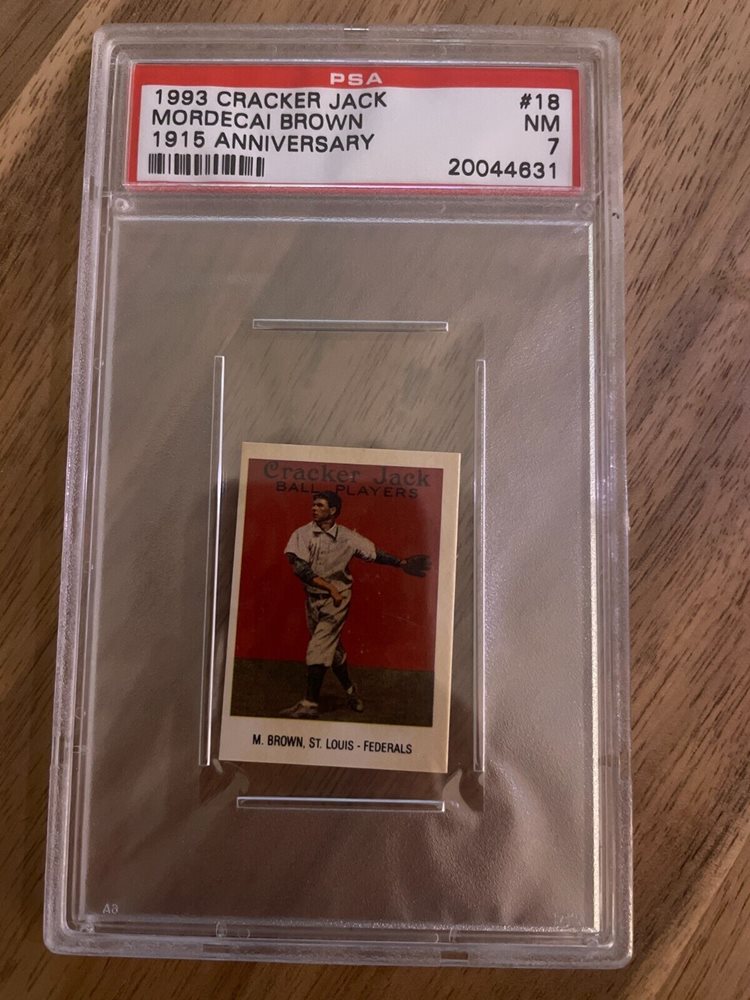 PSA
1993 CRACKER JACK #18
MORDECAI BROWN NM
1915 ANNIVERSARY 7
20044631
Cracker Jack
BALL PLAYERS
M. BROWN, ST. LOUIS - FEDERALS